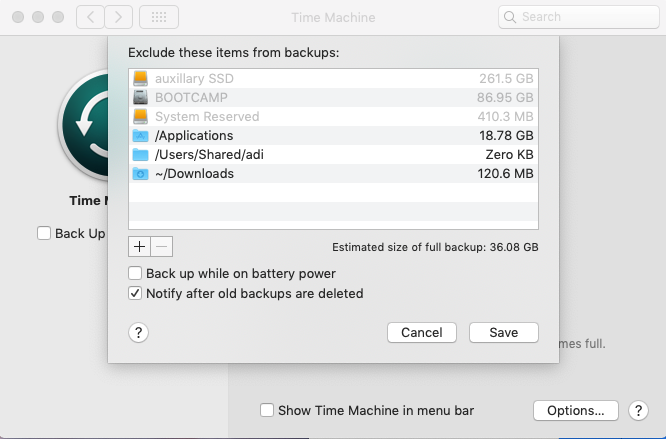 Time Machine
Search
Exclude these items from backups:
auxillary SSD 261.5 GB
BOOTCAMP 86.95 GB
System Reserved 410.3 MB
/Applications 18.78 GB
/Users/Shared/adi Zero KB
~/Downloads 120.6 MB
Time
Back Up
+ − Estimated size of full backup: 36.08 GB
Back up while on battery power
Notify after old backups are deleted
? Cancel Save
mes full.
Show Time Machine in menu bar Options... ?